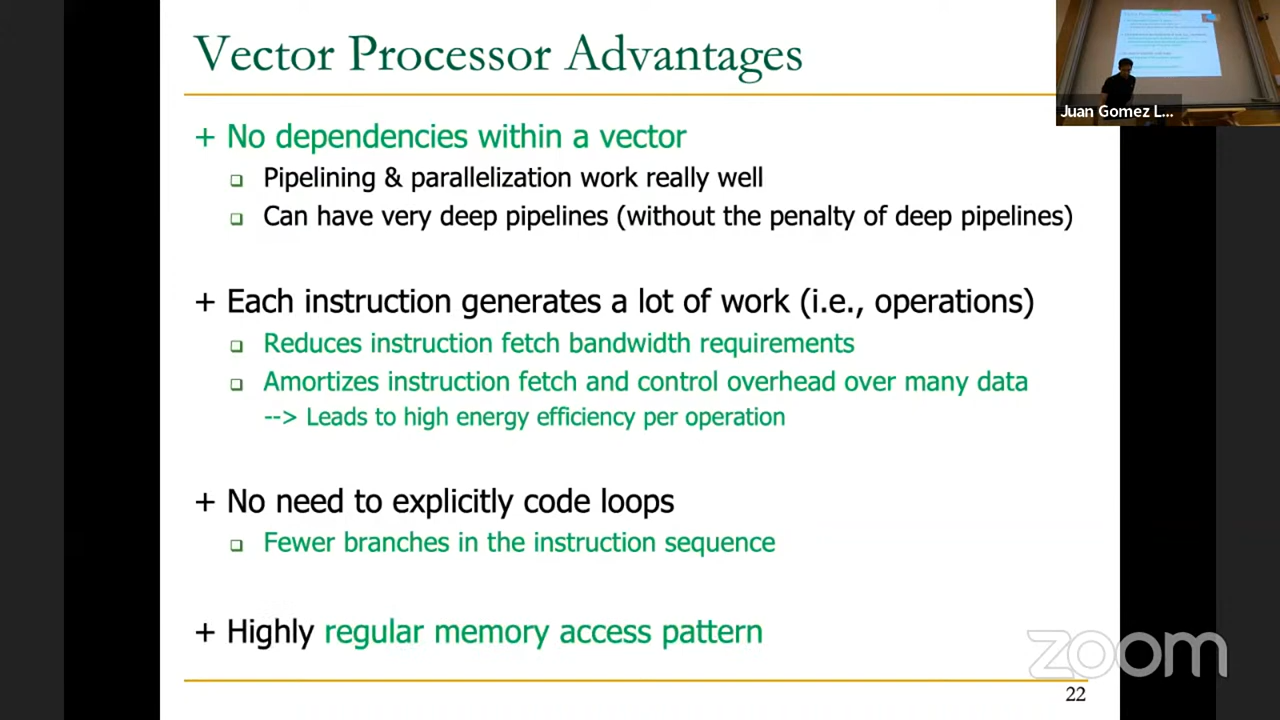 Vector Processor Advantages
Juan Gomez L...
+ No dependencies within a vector
❑ Pipelining & parallelization work really well
❑ Can have very deep pipelines (without the penalty of deep pipelines)
+ Each instruction generates a lot of work (i.e., operations)
❑ Reduces instruction fetch bandwidth requirements
❑ Amortizes instruction fetch and control overhead over many data
--> Leads to high energy efficiency per operation
+ No need to explicitly code loops
❑ Fewer branches in the instruction sequence
+ Highly regular memory access pattern
zoom
22